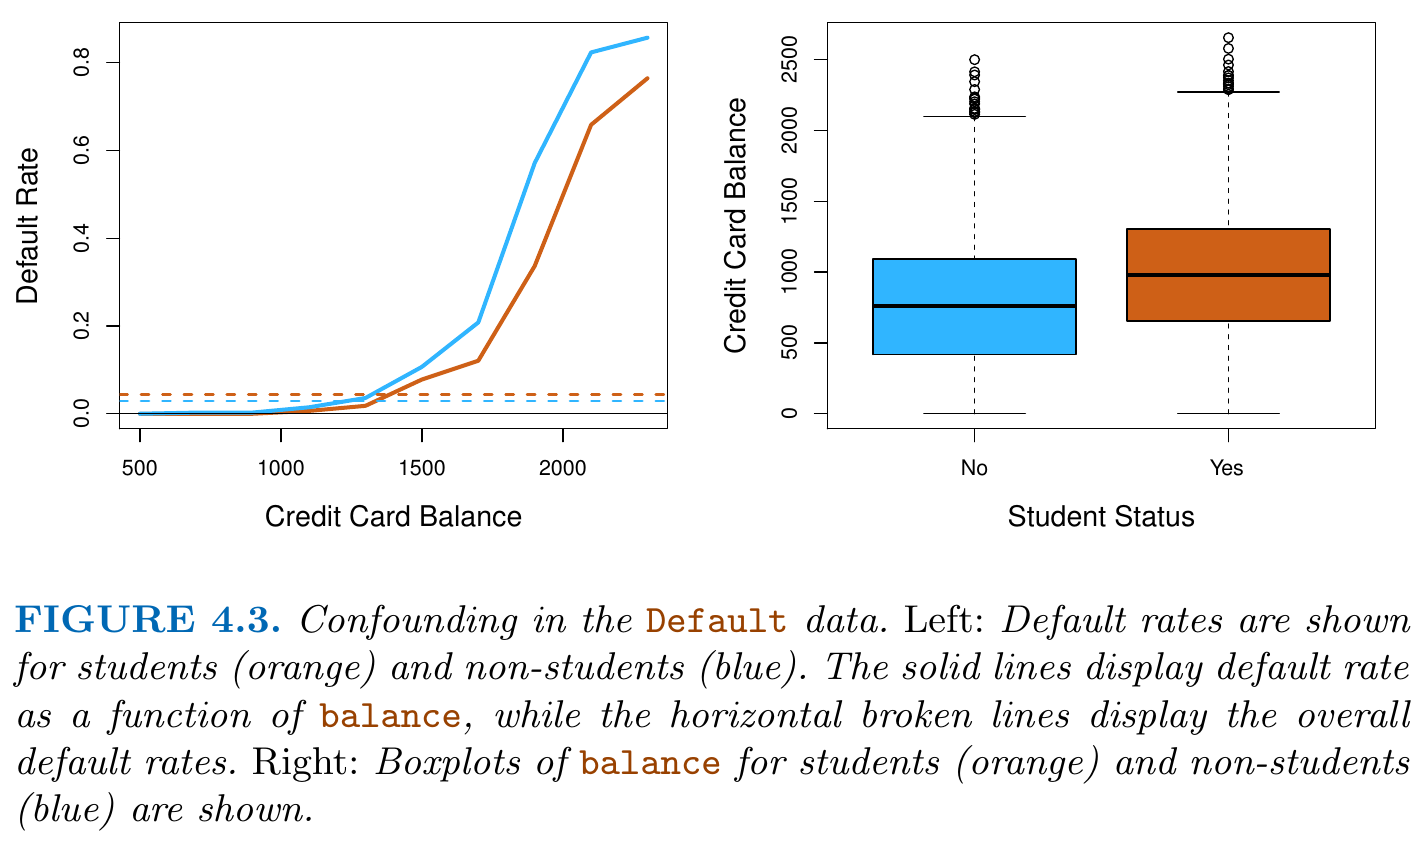 Default Rate
0.8
0.6
0.4
0.2
0.0
500 1000 1500 2000
Credit Card Balance
Credit Card Balance
2500
2000
1500
1000
500
0
No Yes
Student Status
FIGURE 4.3. Confounding in the Default data. Left: Default rates are shown
for students (orange) and non-students (blue). The solid lines display default rate
as a function of balance, while the horizontal broken lines display the overall
default rates. Right: Boxplots of balance for students (orange) and non-students
(blue) are shown.